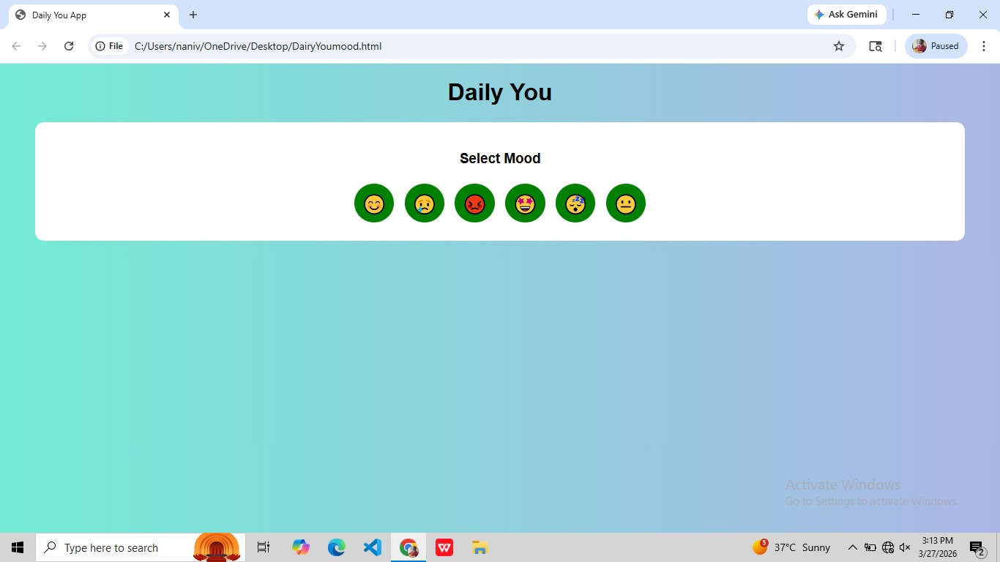 Daily You App
Ask Gemini
File
C:/Users/naniv/OneDrive/Desktop/DairyYoumood.html
Paused
Daily You
Select Mood
Activate Windows
Go to Settings to activate Windows.
Type here to search
5
37°C Sunny
3:13 PM
3/27/2026
2